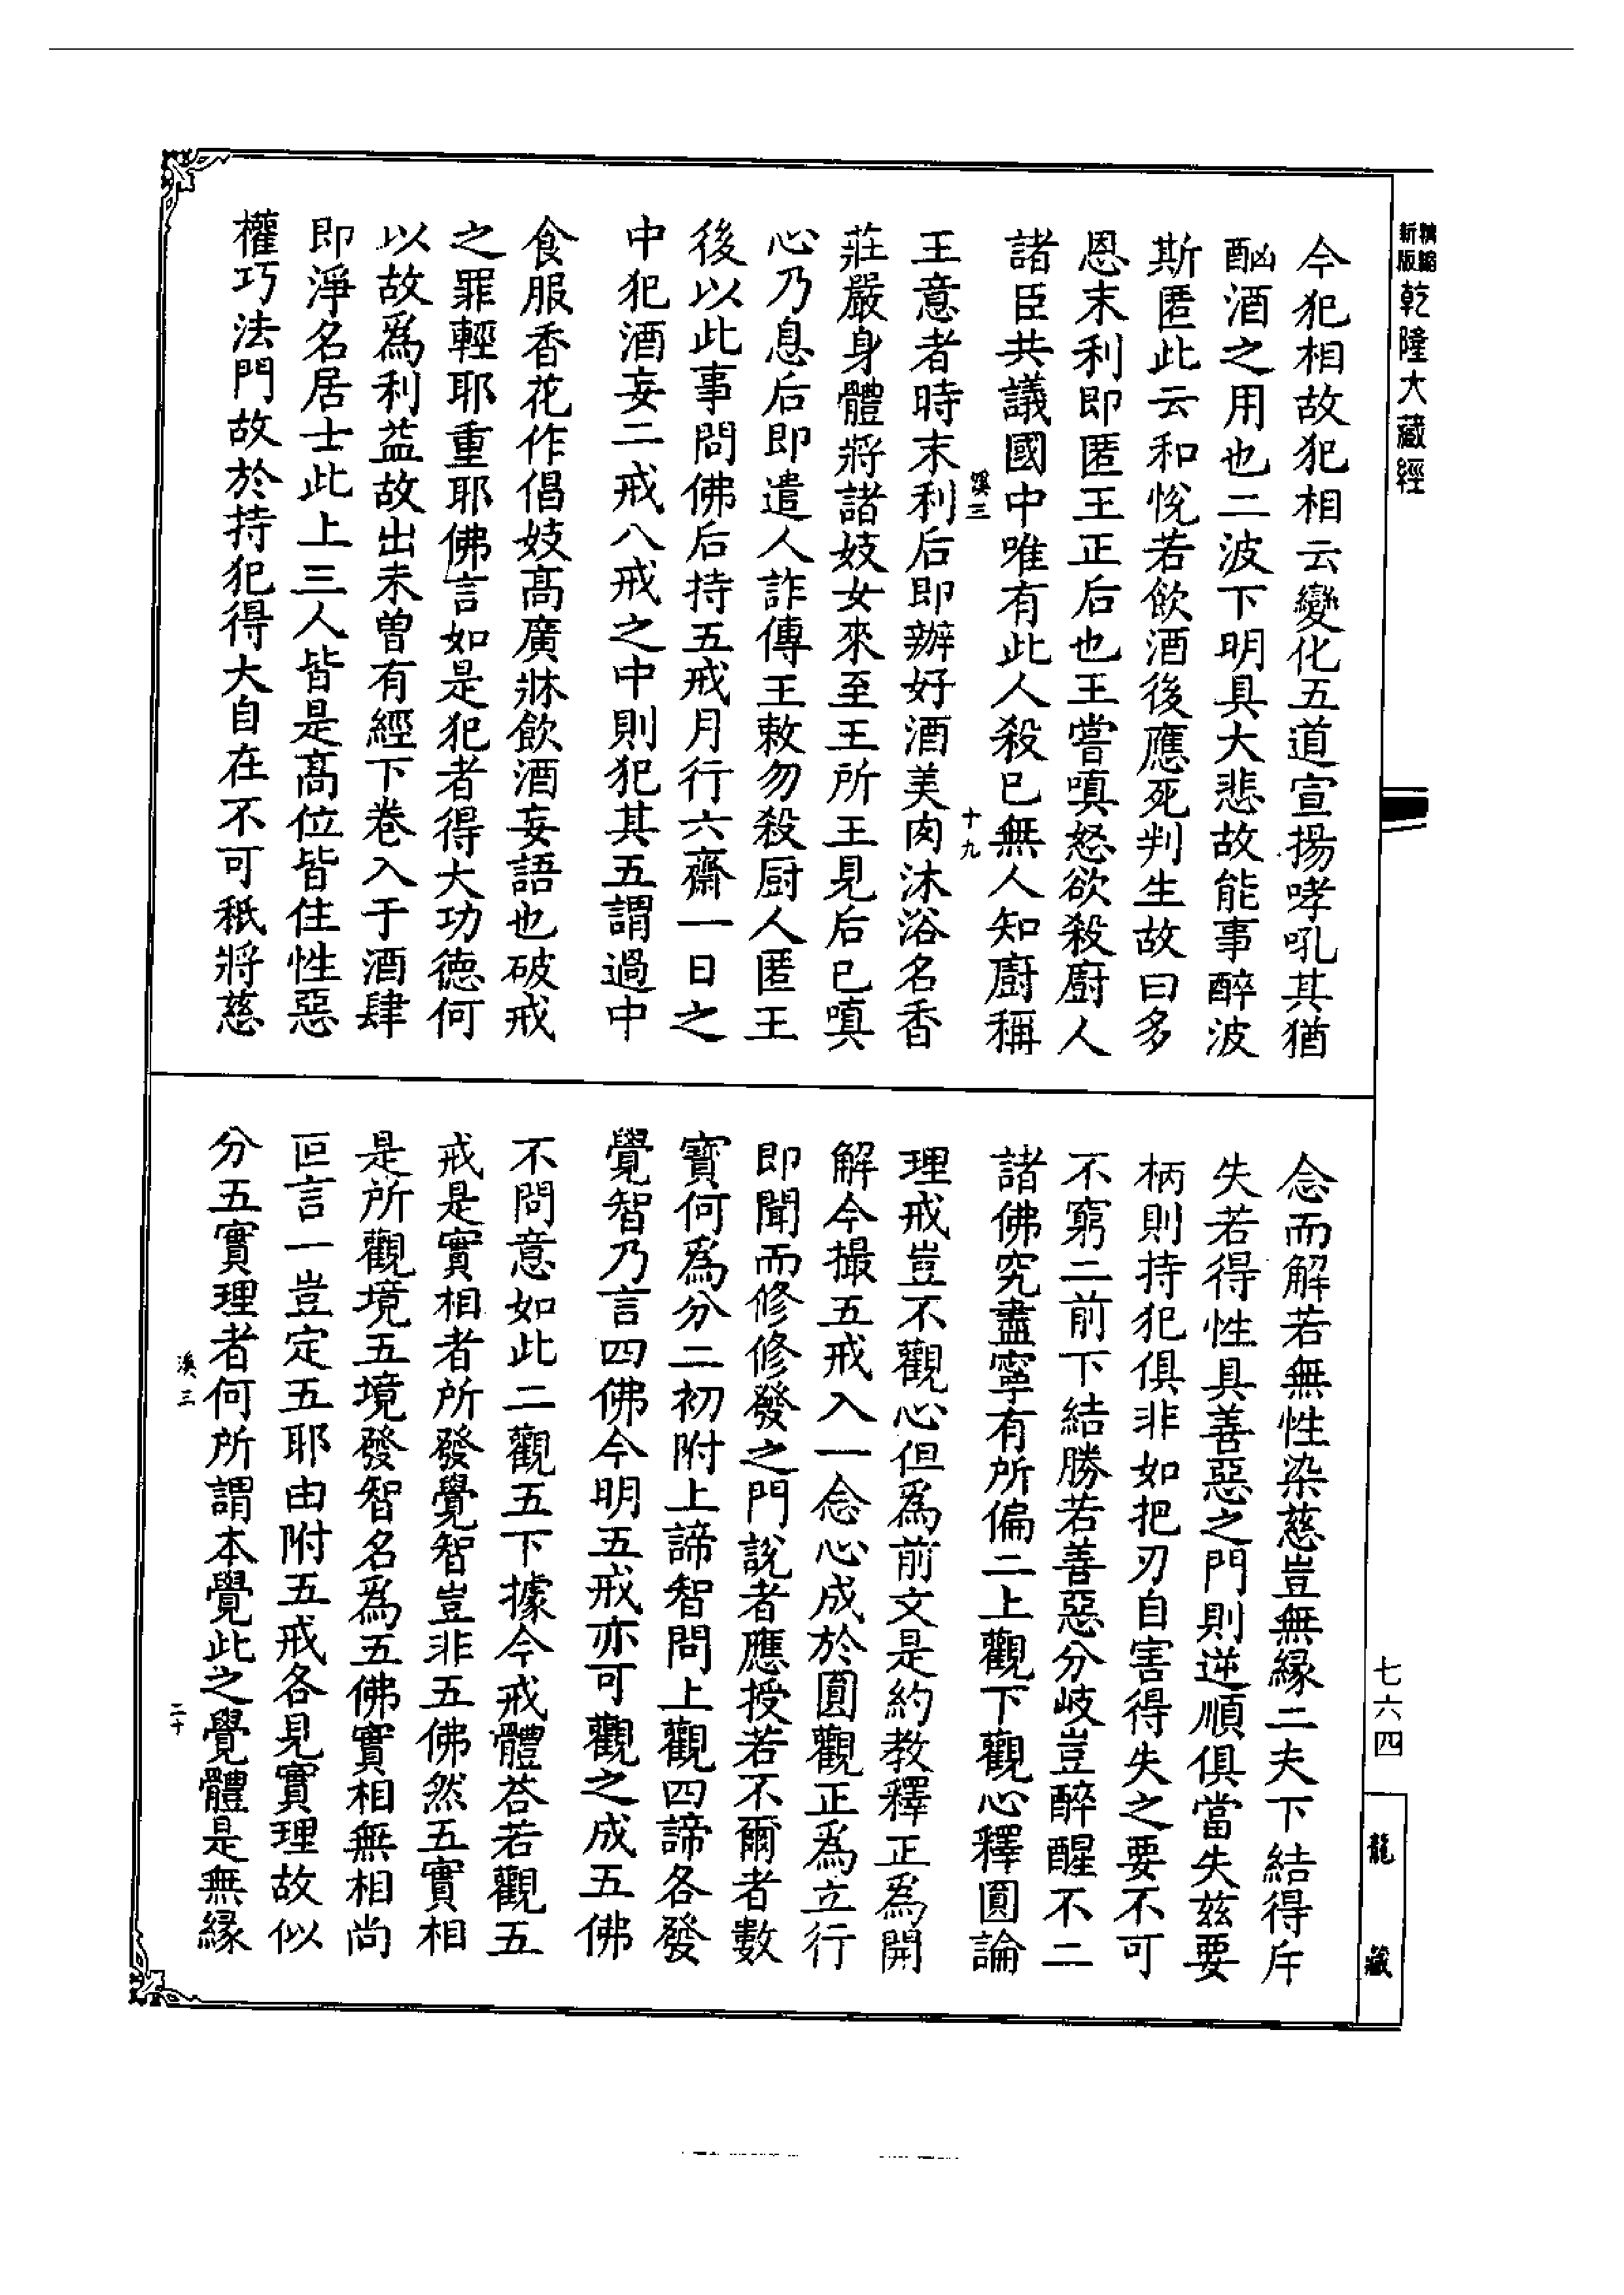 精縮
新版
乾隆大藏經
今犯相故犯相云變化五道宣揚哮吼其猶
酗酒之用也二波下明具大悲故能事醉波
斯匿此云和悅若飲酒後應死判生故曰多
恩末利即匿王正后也王嘗嗔怒欲殺廚人
諸臣共議國中唯有此人殺已無人知廚稱
溪三
十九
王意者時末利后即辦好酒美肉沐浴名香
莊嚴身體將諸妓女來至王所王見后已嗔
心乃息后即遣人詐傳王敕勿殺厨人匿王
後以此事問佛后持五戒月行六齋一日之
中犯酒妄二戒八戒之中則犯其五謂過中
食服香花作倡妓高廣牀飲酒妄語也破戒
之罪輕耶重耶佛言如是犯者得大功德何
以故爲利益故出未曾有經下卷入于酒肆
即淨名居士此上三人皆是高位皆住性惡
權巧法門故於持犯得大自在不可秖將慈
念而解若無性染慈豈無緣二夫下結得斥
失若得性具善惡之門則逆順俱當失茲要
柄則持犯俱非如把刃自害得失之要不可
不窮二前下結勝若善惡分岐豈醉醒不二
諸佛究盡寧有所偏二上觀下觀心釋圓論
理戒豈不觀心但爲前文是約教釋正爲開
解今撮五戒入一念心成於圓觀正爲立行
即聞而修修發之門說者應授若不爾者數
寶何爲分二初附上諦智問上觀四諦各發
覺智乃言四佛今明五戒亦可觀之成五佛
不問意如此二觀五下據今戒體荅若觀五
戒是實相者所發覺智豈非五佛然五實相
是所觀境五境發智名爲五佛實相無相尚
叵言一豈定五耶由附五戒各見實理故似
分五實理者何所謂本覺此之覺體是無緣
溪三
二十
七六四
龍藏